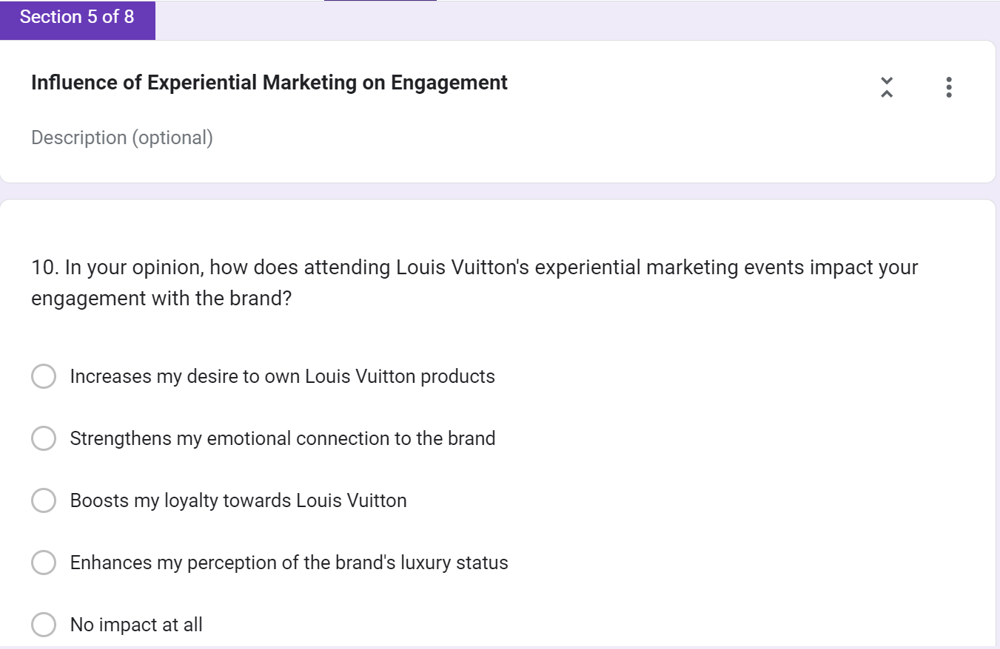 Section 5 of 8
Influence of Experiential Marketing on Engagement
Description (optional)
10. In your opinion, how does attending Louis Vuitton's experiential marketing events impact your
engagement with the brand?
Increases my desire to own Louis Vuitton products
Strengthens my emotional connection to the brand
Boosts my loyalty towards Louis Vuitton
Enhances my perception of the brand's luxury status
No impact at all